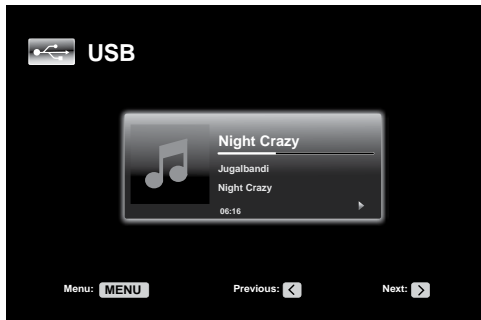 USB
Night Crazy
Jugalbandi
Night Crazy
06:16
Menu: MENU Previous: < Next: >